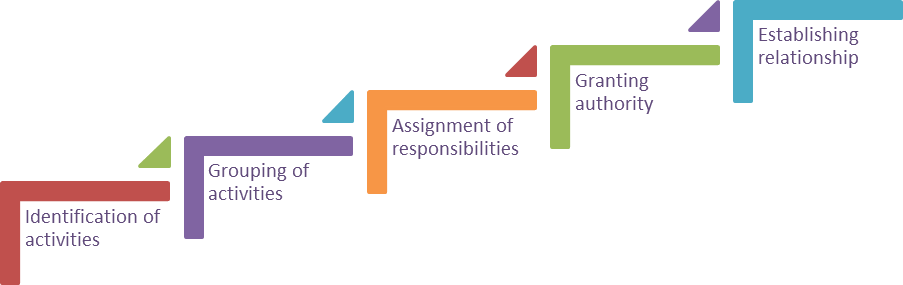 Identification of
activities
Grouping of
activities
Assignment of
responsibilities
Granting
authority
Establishing
relationship